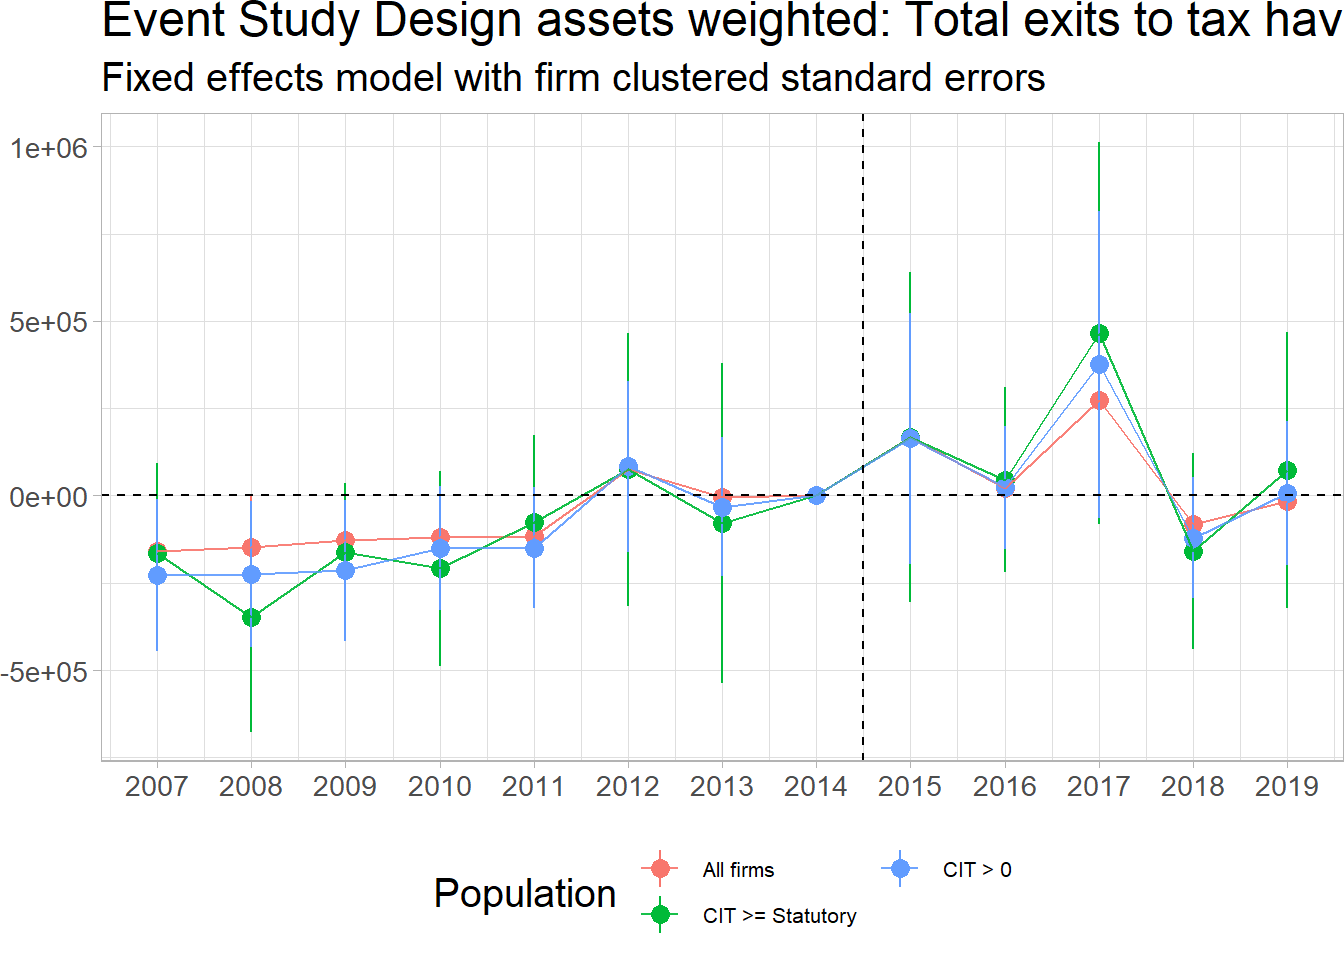 Event Study Design assets weighted: Total exits to tax hav
Fixed effects model with firm clustered standard errors
1e+06
5e+05
0e+00
-5e+05
2007 2008 2009 2010 2011 2012 2013 2014 2015 2016 2017 2018 2019
Population
All firms
CIT > 0
CIT >= Statutory